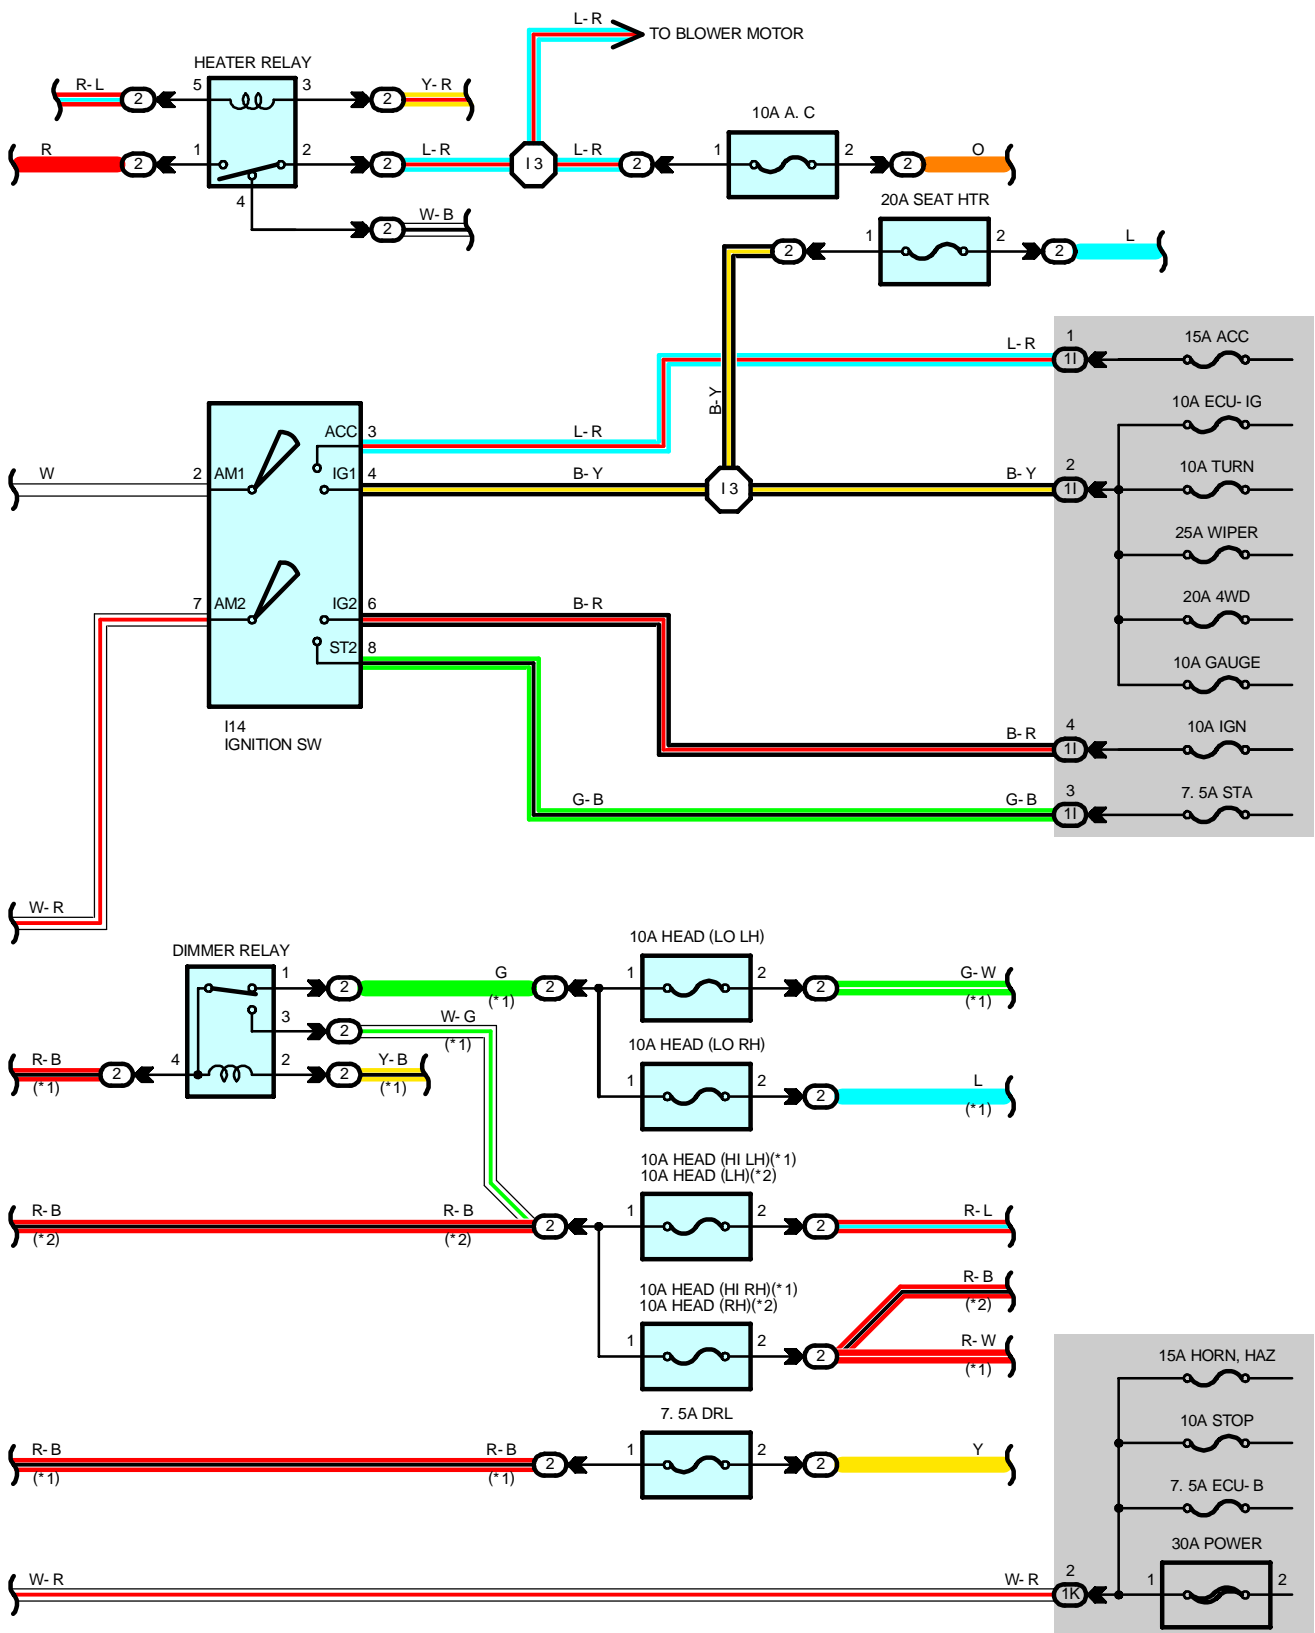 L-R
TO BLOWER MOTOR
HEATER RELAY
R-L 2 5 3 2 Y-R
10A A.C
R 2 1 2 2 L-R I3 L-R 2 1 2 2 O
4
W-B
2
20A SEAT HTR
2 1 2 2 L
1
L-R 1I 15A ACC
10A ECU-IG
B-Y
ACC 3 L-R
W 2 AM1 IG1 4 B-Y I3 B-Y 2 1I 10A TURN
25A WIPER
7 AM2 IG2 6 B-R
20A 4WD
ST2 8
10A GAUGE
I14
IGNITION SW
B-R 4 1I 10A IGN
G-B G-B 3 1I 7.5A STA
W-R
DIMMER RELAY
10A HEAD (LO LH)
1 2 G (*1) 2 1 2 2 G-W (*1)
3 2 W-G (*1)
10A HEAD (LO RH)
R-B (*1) 2 4 2 2 Y-B (*1) 1 2 2 L (*1)
10A HEAD (HI LH)(*1)
10A HEAD (LH)(*2)
R-B (*2) R-B (*2) 2 1 2 2 R-L
10A HEAD (HI RH)(*1)
10A HEAD (RH)(*2)
R-B (*2)
1 2 2 R-W (*1)
15A HORN, HAZ
7.5A DRL
10A STOP
R-B (*1) R-B (*1) 2 1 2 2 Y
7.5A ECU-B
30A POWER
W-R W-R 2 1K 1 2